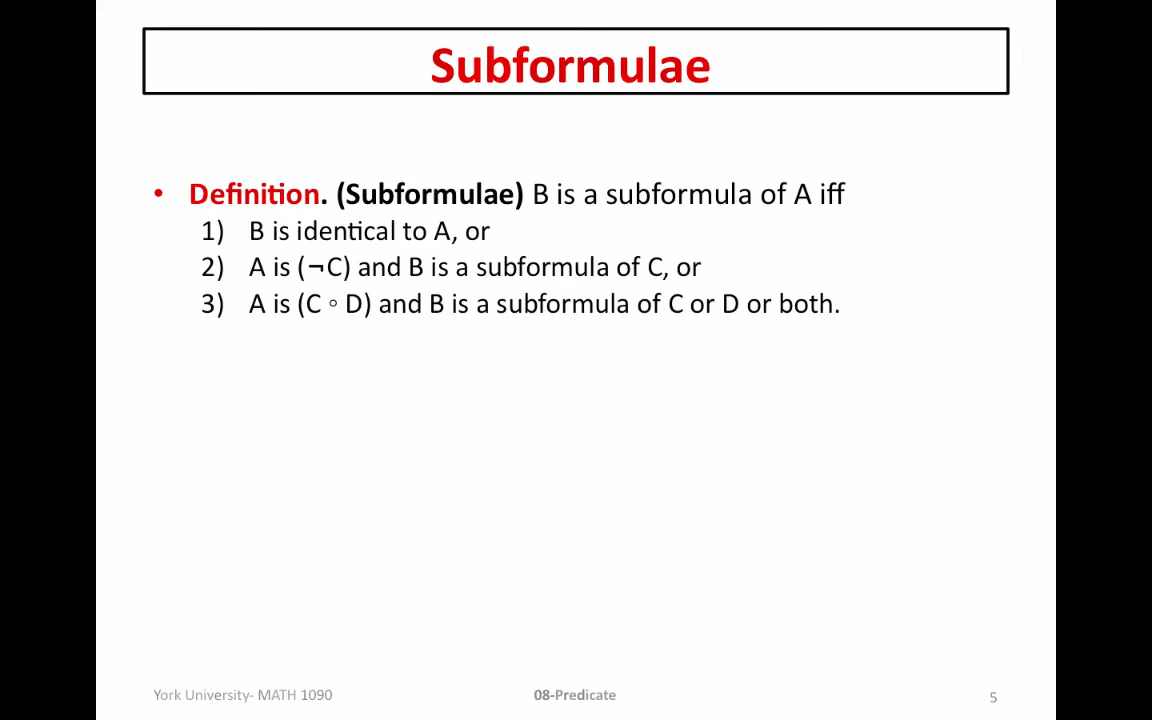 Subformulae
• Definition. (Subformulae) B is a subformula of A iff
1) B is identical to A, or
2) A is (¬C) and B is a subformula of C, or
3) A is (C ◦ D) and B is a subformula of C or D or both.
York University- MATH 1090
08-Predicate
5